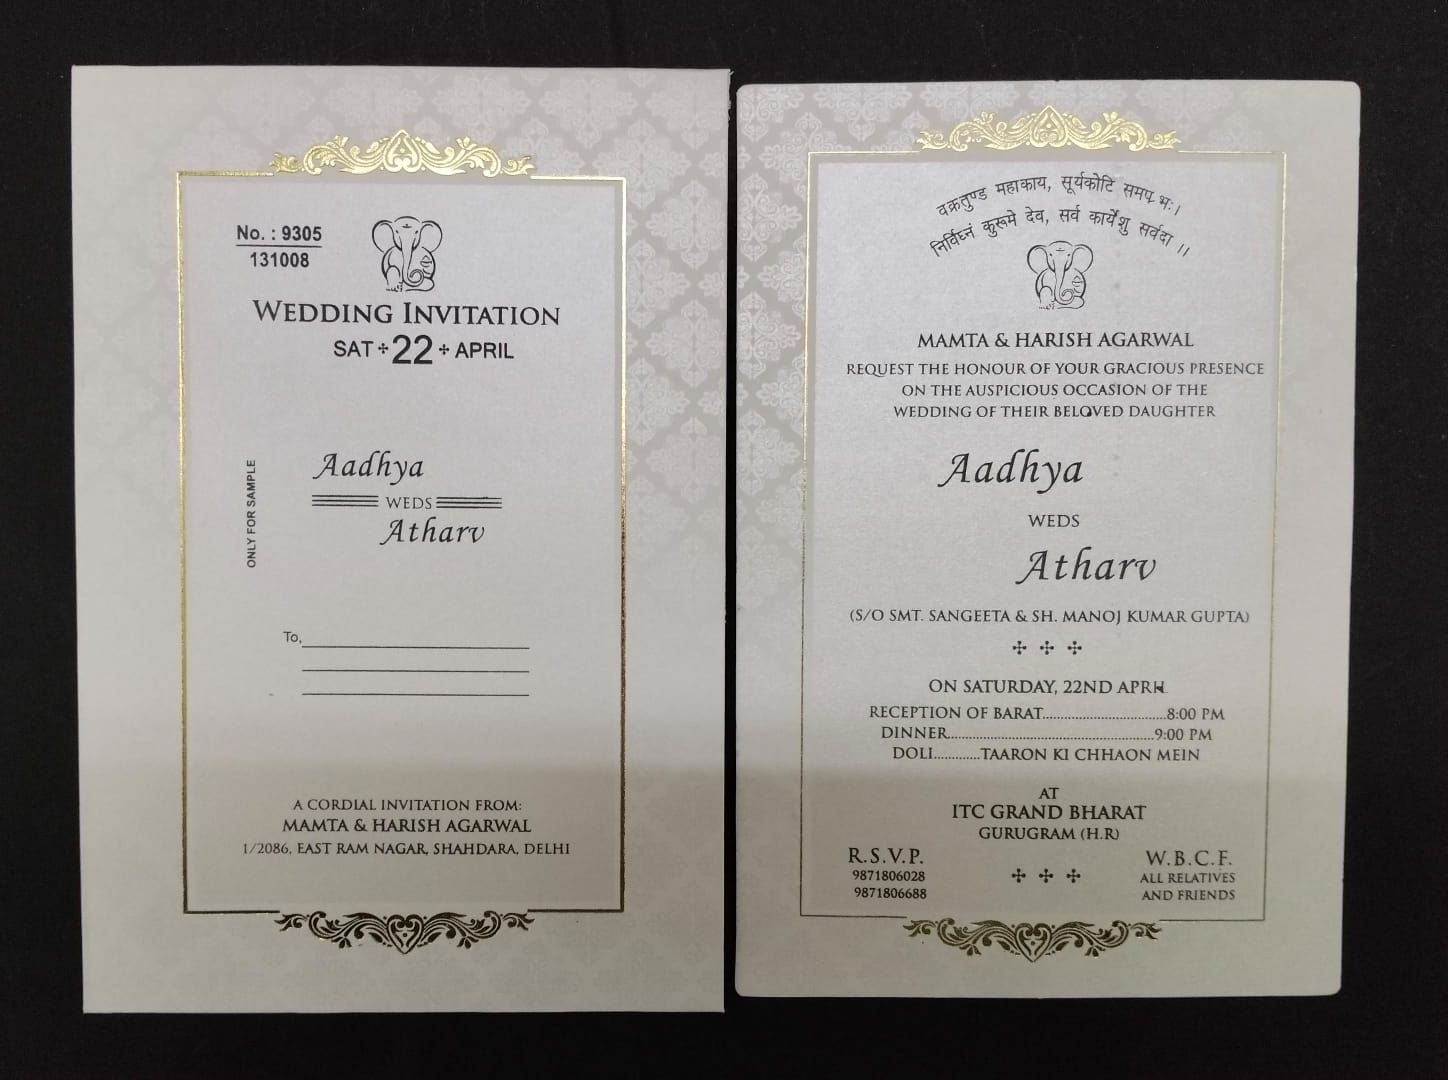 No. : 9305
131008
WEDDING INVITATION
SAT 22 APRIL
ONLY FOR SAMPLE
Aadhya
WEDS
Atharv
To,
A CORDIAL INVITATION FROM:
MAMTA & HARISH AGARWAL
1/2086, EAST RAM NAGAR, SHAHDARA, DELHI
वक्रतुण्ड महाकाय, सूर्यकोटि
निर्विघ्नं कुरूमे देव, सर्व कार्येशु सर्वदा ।।
MAMTA & HARISH AGARWAL
REQUEST THE HONOUR OF YOUR GRACIOUS PRESENCE
ON THE AUSPICIOUS OCCASION OF THE
WEDDING OF THEIR BELOVED DAUGHTER
Aadhya
WEDS
Atharv
(S/O SMT. SANGEETA & SH. MANOJ KUMAR GUPTA)
ON SATURDAY, 22ND APRIL
RECEPTION OF BARAT..................................8:00 PM
DINNER.........................................................9:00 PM
DOLI.............TAARON KI CHHAON MEIN
AT
ITC GRAND BHARAT
GURUGRAM (H.R)
R.S.V.P.
9871806028
9871806688
W.B.C.F.
ALL RELATIVES
AND FRIENDS